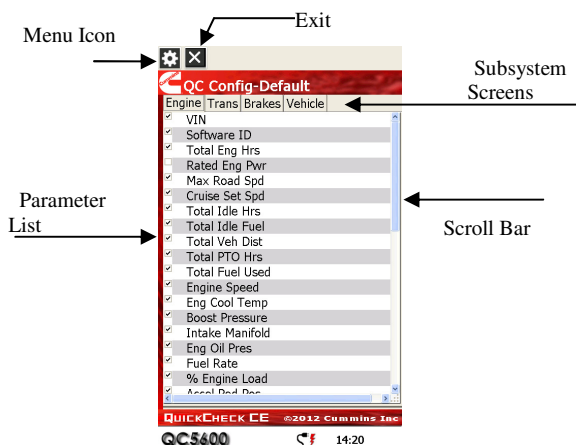 Exit
Menu Icon
Subsystem
Screens
QC Config-Default
Engine Trans Brakes Vehicle
VIN
Software ID
Total Eng Hrs
Rated Eng Pwr
Max Road Spd
Cruise Set Spd
Total Idle Hrs
Total Idle Fuel
Total Veh Dist
Total PTO Hrs
Total Fuel Used
Engine Speed
Eng Cool Temp
Boost Pressure
Intake Manifold
Eng Oil Pres
Fuel Rate
% Engine Load
Accel Ped Pos
Parameter
List
Scroll Bar
QUICKCHECK CE ©2012 Cummins Inc
QC5600 14:20